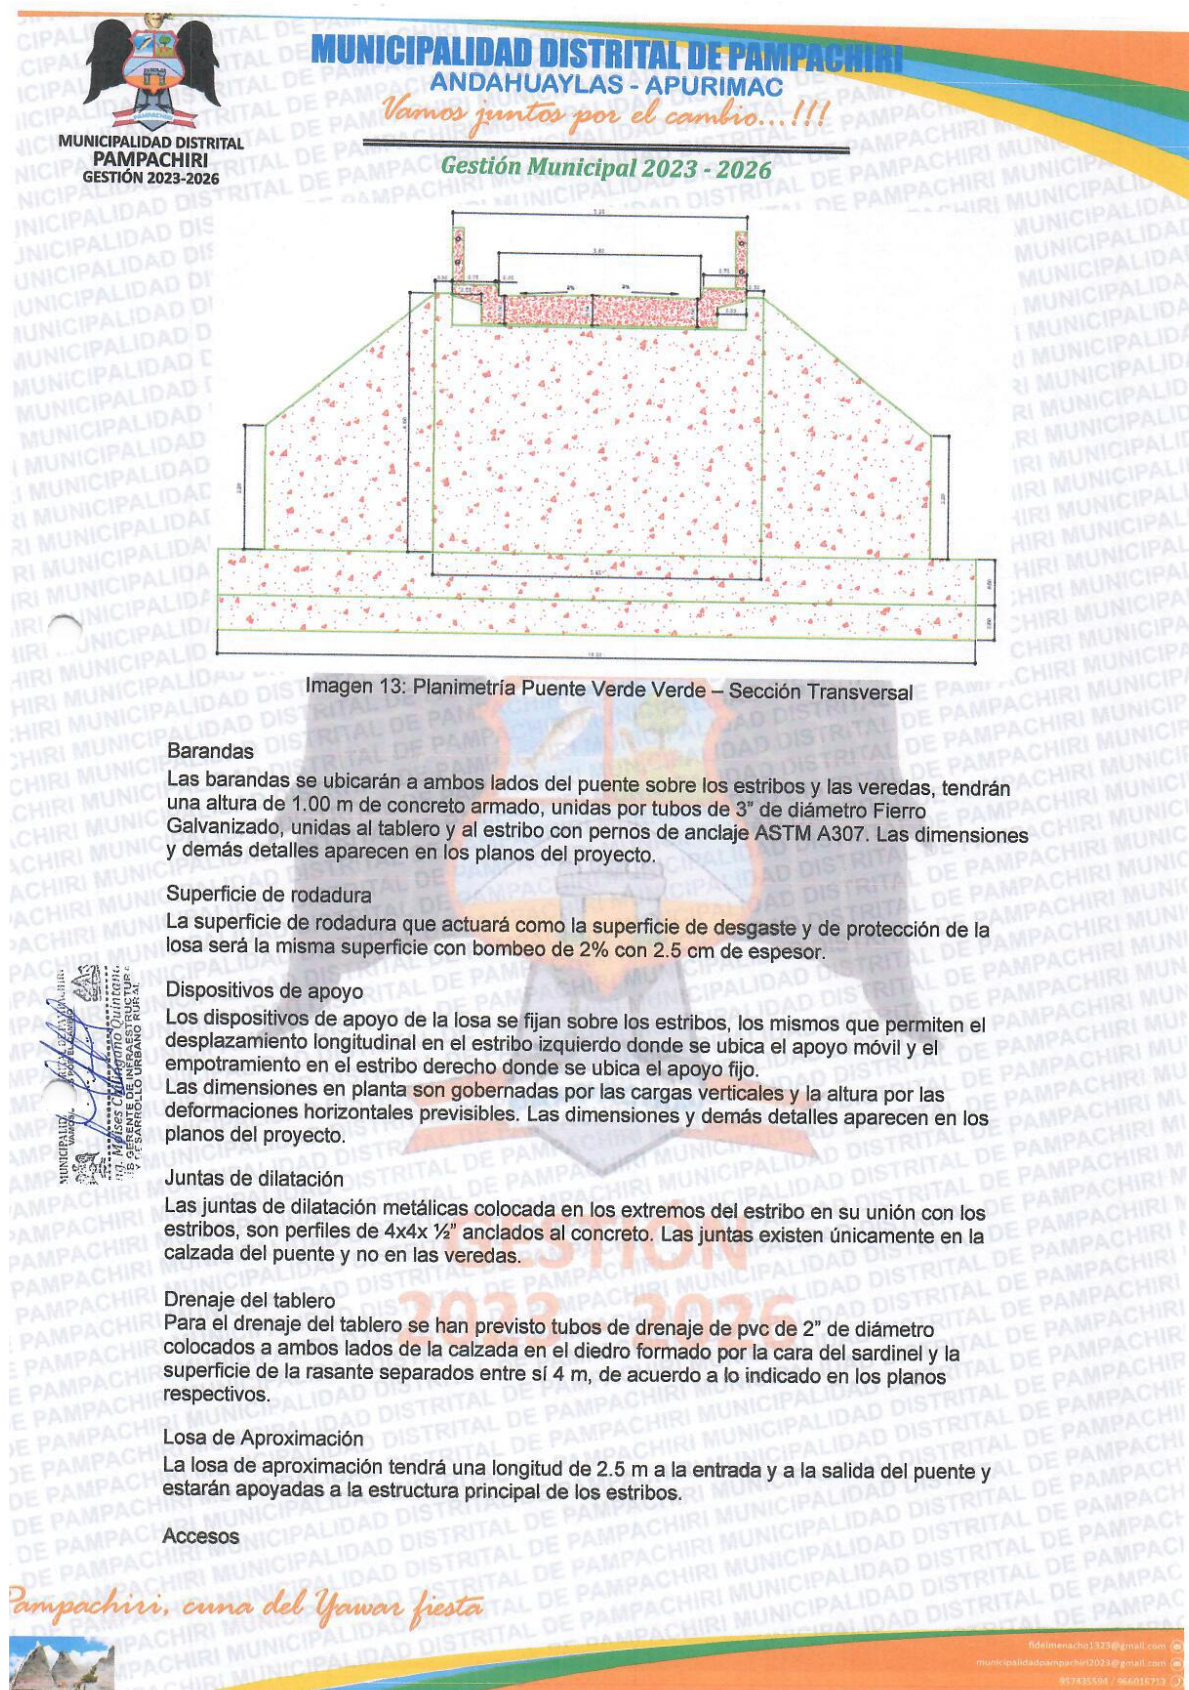 MUNICIPALIDAD DISTRITAL DE PAMPACHIRI
ANDAHUAYLAS - APURIMAC
Vamos juntos por el cambio...!!!
Gestión Municipal 2023 - 2026
MUNICIPALIDAD DISTRITAL
PAMPACHIRI
GESTIÓN 2023-2026
Imagen 13: Planimetría Puente Verde Verde – Sección Transversal
Barandas
Las barandas se ubicarán a ambos lados del puente sobre los estribos y las veredas, tendrán
una altura de 1.00 m de concreto armado, unidas por tubos de 3" de diámetro Fierro
Galvanizado, unidas al tablero y al estribo con pernos de anclaje ASTM A307. Las dimensiones
y demás detalles aparecen en los planos del proyecto.
Superficie de rodadura
La superficie de rodadura que actuará como la superficie de desgaste y de protección de la
losa será la misma superficie con bombeo de 2% con 2.5 cm de espesor.
Dispositivos de apoyo
Los dispositivos de apoyo de la losa se fijan sobre los estribos, los mismos que permiten el
desplazamiento longitudinal en el estribo izquierdo donde se ubica el apoyo móvil y el
empotramiento en el estribo derecho donde se ubica el apoyo fijo.
Las dimensiones en planta son gobernadas por las cargas verticales y la altura por las
deformaciones horizontales previsibles. Las dimensiones y demás detalles aparecen en los
planos del proyecto.
Juntas de dilatación
Las juntas de dilatación metálicas colocada en los extremos del estribo en su unión con los
estribos, son perfiles de 4x4x ½" anclados al concreto. Las juntas existen únicamente en la
calzada del puente y no en las veredas.
Drenaje del tablero
Para el drenaje del tablero se han previsto tubos de drenaje de pvc de 2" de diámetro
colocados a ambos lados de la calzada en el diedro formado por la cara del sardinel y la
superficie de la rasante separados entre sí 4 m, de acuerdo a lo indicado en los planos
respectivos.
Losa de Aproximación
La losa de aproximación tendrá una longitud de 2.5 m a la entrada y a la salida del puente y
estarán apoyadas a la estructura principal de los estribos.
Accesos
GESTIÓN
2023 - 2026
Pampachiri, cuna del Yawar fiesta
fidelmenacho1323@gmail.com
municipalidadpampachiri2023@gmail.com
957435594 / 966016713